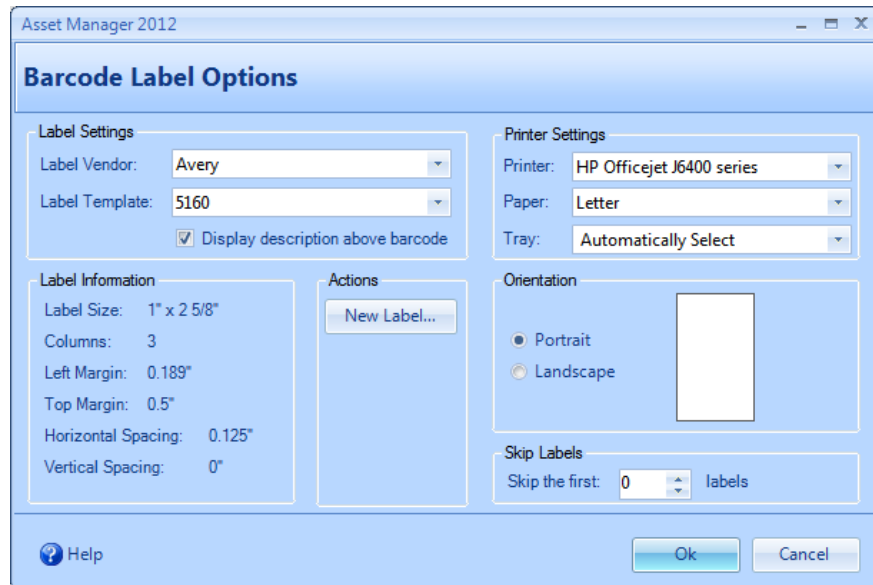 Asset Manager 2012
Barcode Label Options
Label Settings
Label Vendor: Avery
Label Template: 5160
Display description above barcode
Printer Settings
Printer: HP Officejet J6400 series
Paper: Letter
Tray: Automatically Select
Label Information
Label Size: 1" x 2 5/8"
Columns: 3
Left Margin: 0.189"
Top Margin: 0.5"
Horizontal Spacing: 0.125"
Vertical Spacing: 0"
Actions
New Label...
Orientation
Portrait
Landscape
Skip Labels
Skip the first: 0 labels
Help
Ok
Cancel